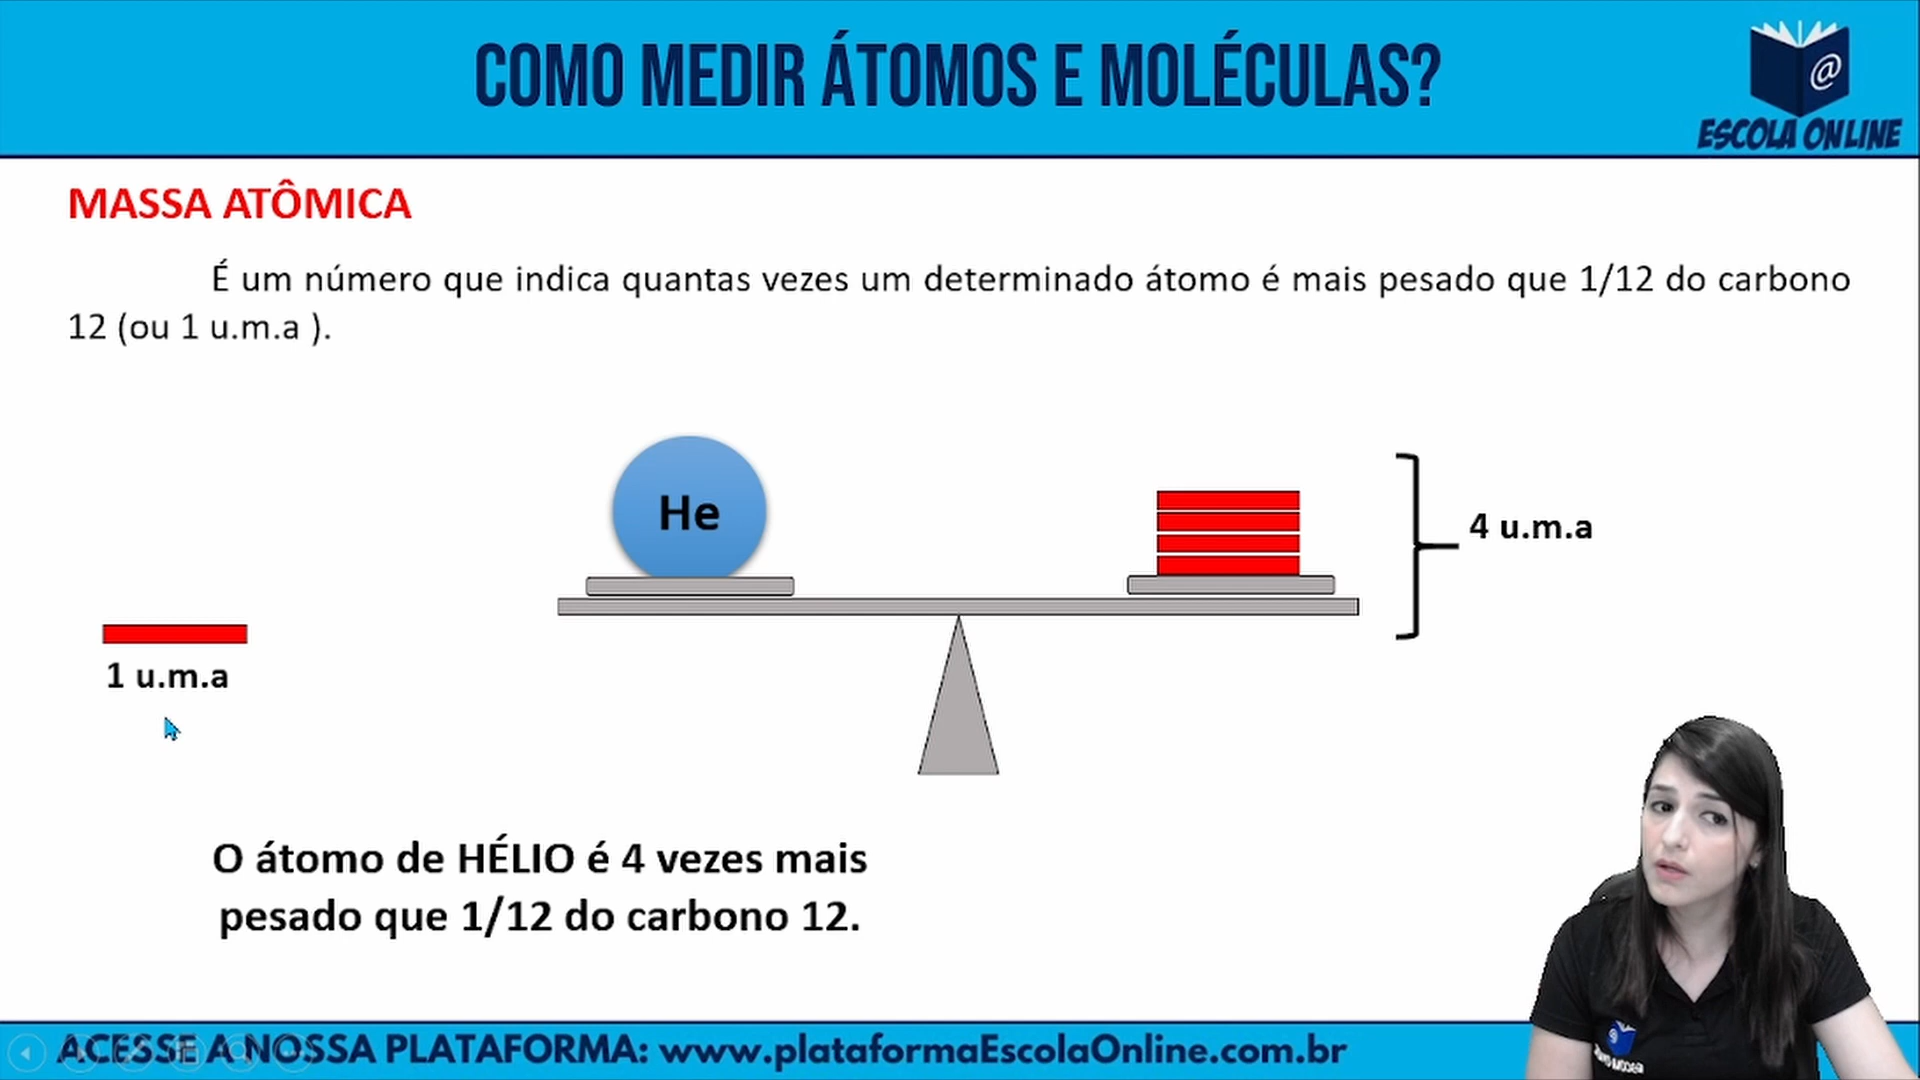 COMO MEDIR ÁTOMOS E MOLÉCULAS?
@
ESCOLA ONLINE
MASSA ATÔMICA
É um número que indica quantas vezes um determinado átomo é mais pesado que 1/12 do carbono
12 (ou 1 u.m.a ).
He
4 u.m.a
1 u.m.a
O átomo de HÉLIO é 4 vezes mais
pesado que 1/12 do carbono 12.
ACESSE A NOSSA PLATAFORMA: www.plataformaEscolaOnline.com.br